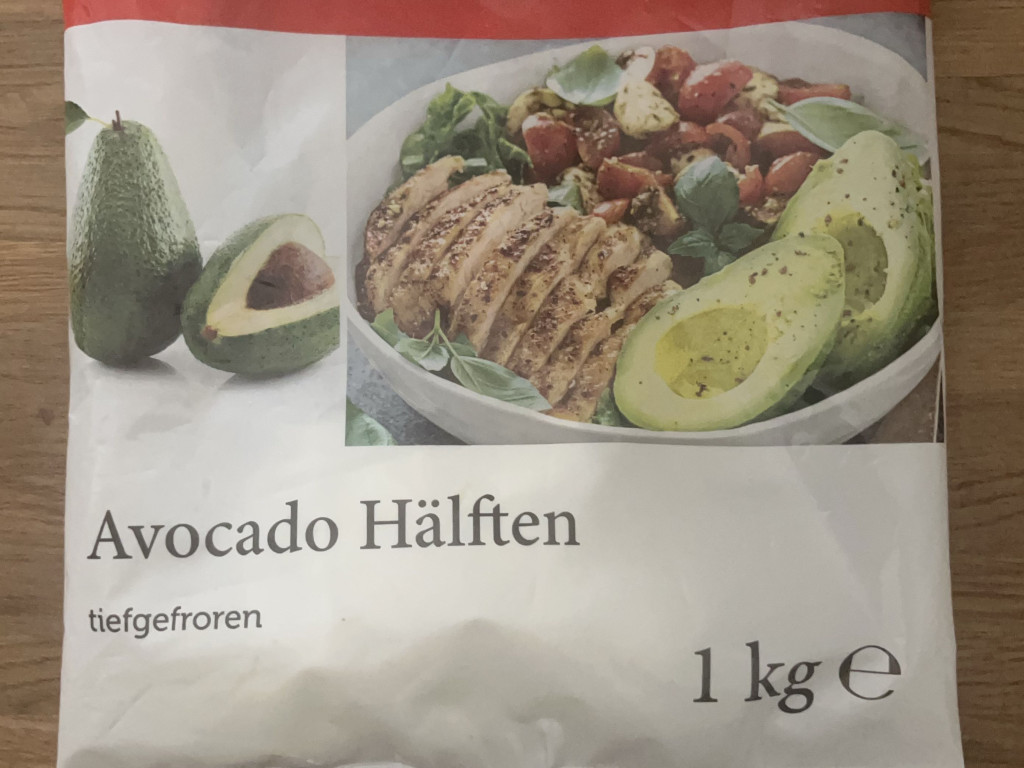 Avocado Hälften
tiefgefroren
1 kg ℮